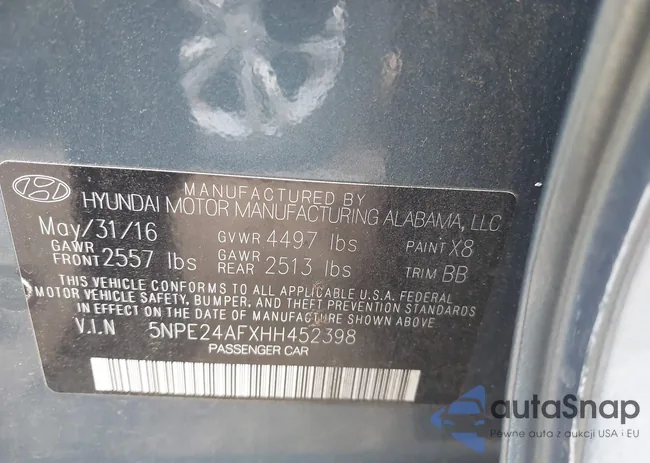 MANUFACTURED BY
HYUNDAI MOTOR MANUFACTURING ALABAMA, LLC
May/31/16 GVWR 4497 lbs PAINT X8
GAWR FRONT 2557 lbs GAWR REAR 2513 lbs TRIM BB
THIS VEHICLE CONFORMS TO ALL APPLICABLE U.S.A. FEDERAL
MOTOR VEHICLE SAFETY, BUMPER, AND THEFT PREVENTION STANDARDS
IN EFFECT ON THE DATE OF MANUFACTURE SHOWN ABOVE.
V.I.N 5NPE24AFXHH452398
PASSENGER CAR
autaSnap
Pewne auta z aukcji USA i EU